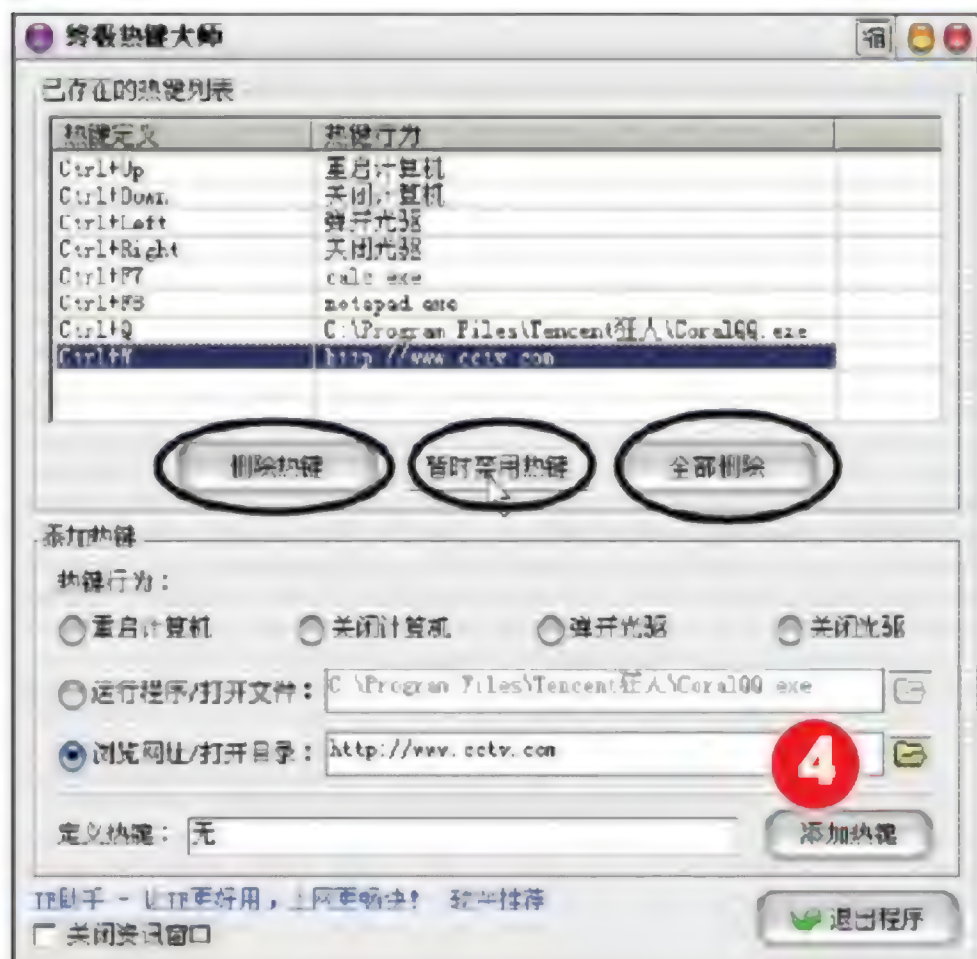 终极热键大师 缩
已存在的热键列表
热键定义 热键行为
Ctrl+Up 重启计算机
Ctrl+Down 关闭计算机
Ctrl+Left 弹开光驱
Ctrl+Right 关闭光驱
Ctrl+F7 calc.exe
Ctrl+F8 notepad.exe
Ctrl+Q C:\Program Files\Tencent狂人\CoralQQ.exe
http://www.cctv.com
删除热键 暂时禁用热键 全部删除
添加热键
热键行为:
重启计算机 关闭计算机 弹开光驱 关闭光驱
运行程序/打开文件: C:\Program Files\Tencent狂人\CoralQQ.exe
浏览网址/打开目录: http://www.cctv.com
4
定义热键: 无 添加热键
助手 - 让 更好用,上网更畅快! 软件推荐
关闭资讯窗口 退出程序